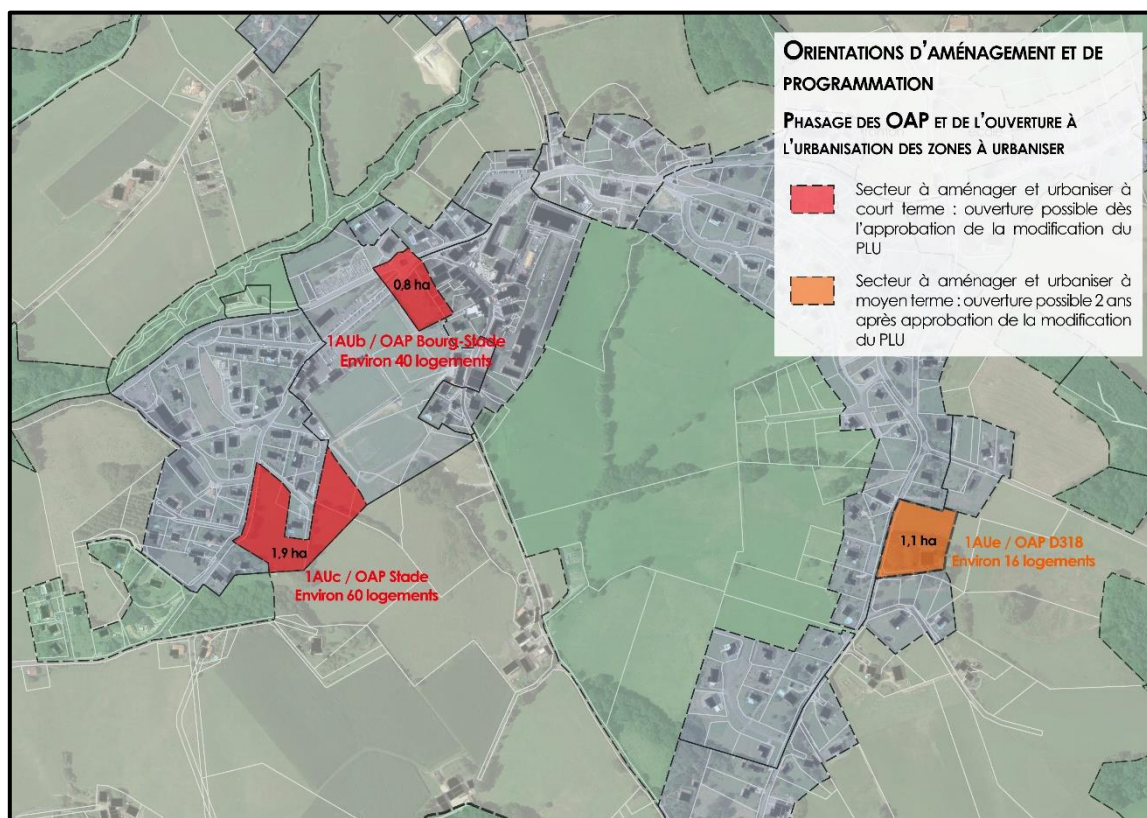 ORIENTATIONS D'AMÉNAGEMENT ET DE
PROGRAMMATION
PHASAGE DES OAP ET DE L'OUVERTURE À
L'URBANISATION DES ZONES À URBANISER
Secteur à aménager et urbaniser à
court terme : ouverture possible dès
l'approbation de la modification du
PLU
Secteur à aménager et urbaniser à
moyen terme : ouverture possible 2 ans
après approbation de la modification
du PLU
0,8 ha
1AUb / OAP Bourg-Stade
Environ 40 logements
1,9 ha
1AUc / OAP Stade
Environ 60 logements
1,1 ha
1AUe / OAP D318
Environ 16 logements